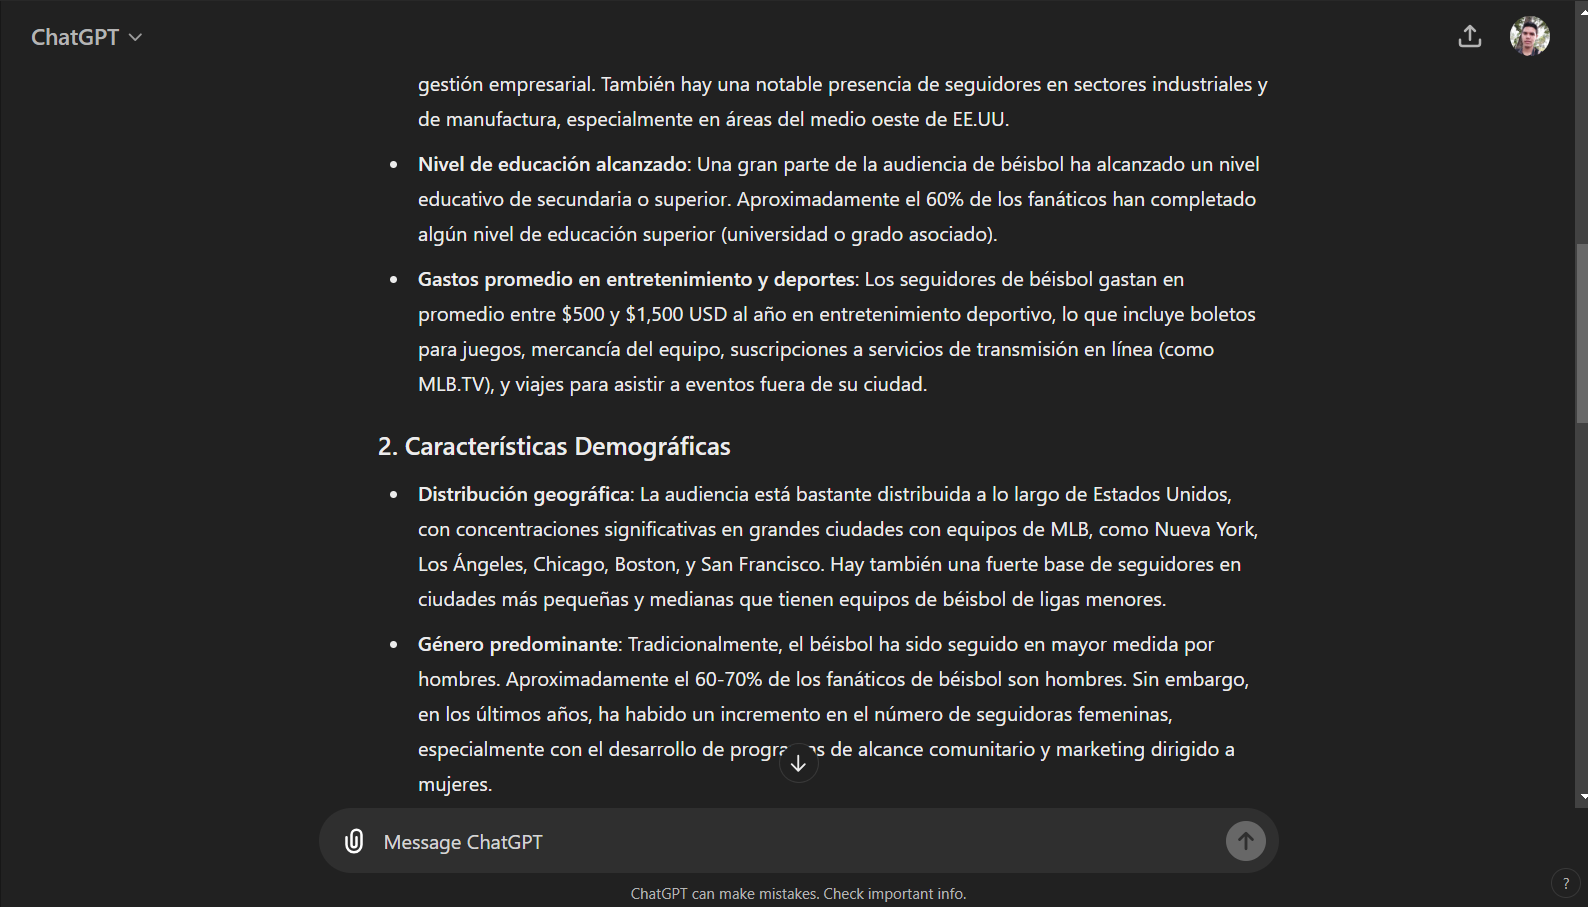 ChatGPT
gestión empresarial. También hay una notable presencia de seguidores en sectores industriales y
de manufactura, especialmente en áreas del medio oeste de EE.UU.
• Nivel de educación alcanzado: Una gran parte de la audiencia de béisbol ha alcanzado un nivel
educativo de secundaria o superior. Aproximadamente el 60% de los fanáticos han completado
algún nivel de educación superior (universidad o grado asociado).
• Gastos promedio en entretenimiento y deportes: Los seguidores de béisbol gastan en
promedio entre $500 y $1,500 USD al año en entretenimiento deportivo, lo que incluye boletos
para juegos, mercancía del equipo, suscripciones a servicios de transmisión en línea (como
MLB.TV), y viajes para asistir a eventos fuera de su ciudad.
2. Características Demográficas
• Distribución geográfica: La audiencia está bastante distribuida a lo largo de Estados Unidos,
con concentraciones significativas en grandes ciudades con equipos de MLB, como Nueva York,
Los Ángeles, Chicago, Boston, y San Francisco. Hay también una fuerte base de seguidores en
ciudades más pequeñas y medianas que tienen equipos de béisbol de ligas menores.
• Género predominante: Tradicionalmente, el béisbol ha sido seguido en mayor medida por
hombres. Aproximadamente el 60-70% de los fanáticos de béisbol son hombres. Sin embargo,
en los últimos años, ha habido un incremento en el número de seguidoras femeninas,
especialmente con el desarrollo de programas de alcance comunitario y marketing dirigido a
mujeres.
Message ChatGPT
ChatGPT can make mistakes. Check important info.
?